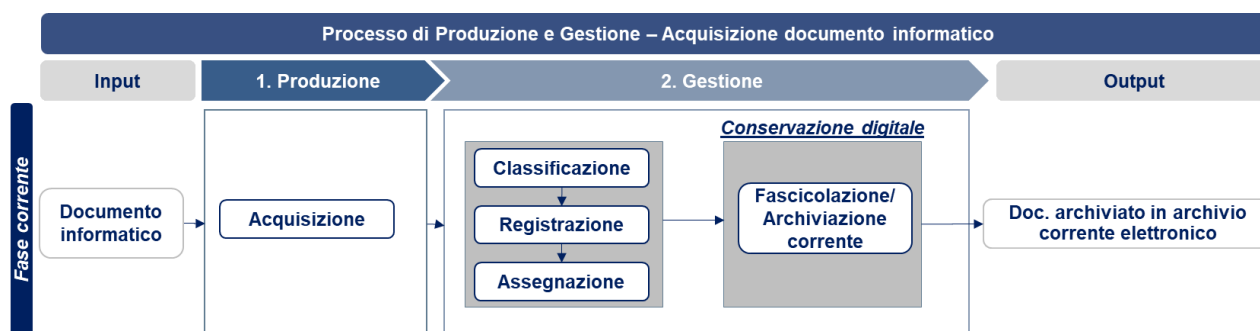 Processo di Produzione e Gestione – Acquisizione documento informatico
Input
1. Produzione
2. Gestione
Output
Fase corrente
Documento
informatico
Acquisizione
Classificazione
Registrazione
Assegnazione
Conservazione digitale
Fascicolazione/
Archiviazione
corrente
Doc. archiviato in archivio
corrente elettronico